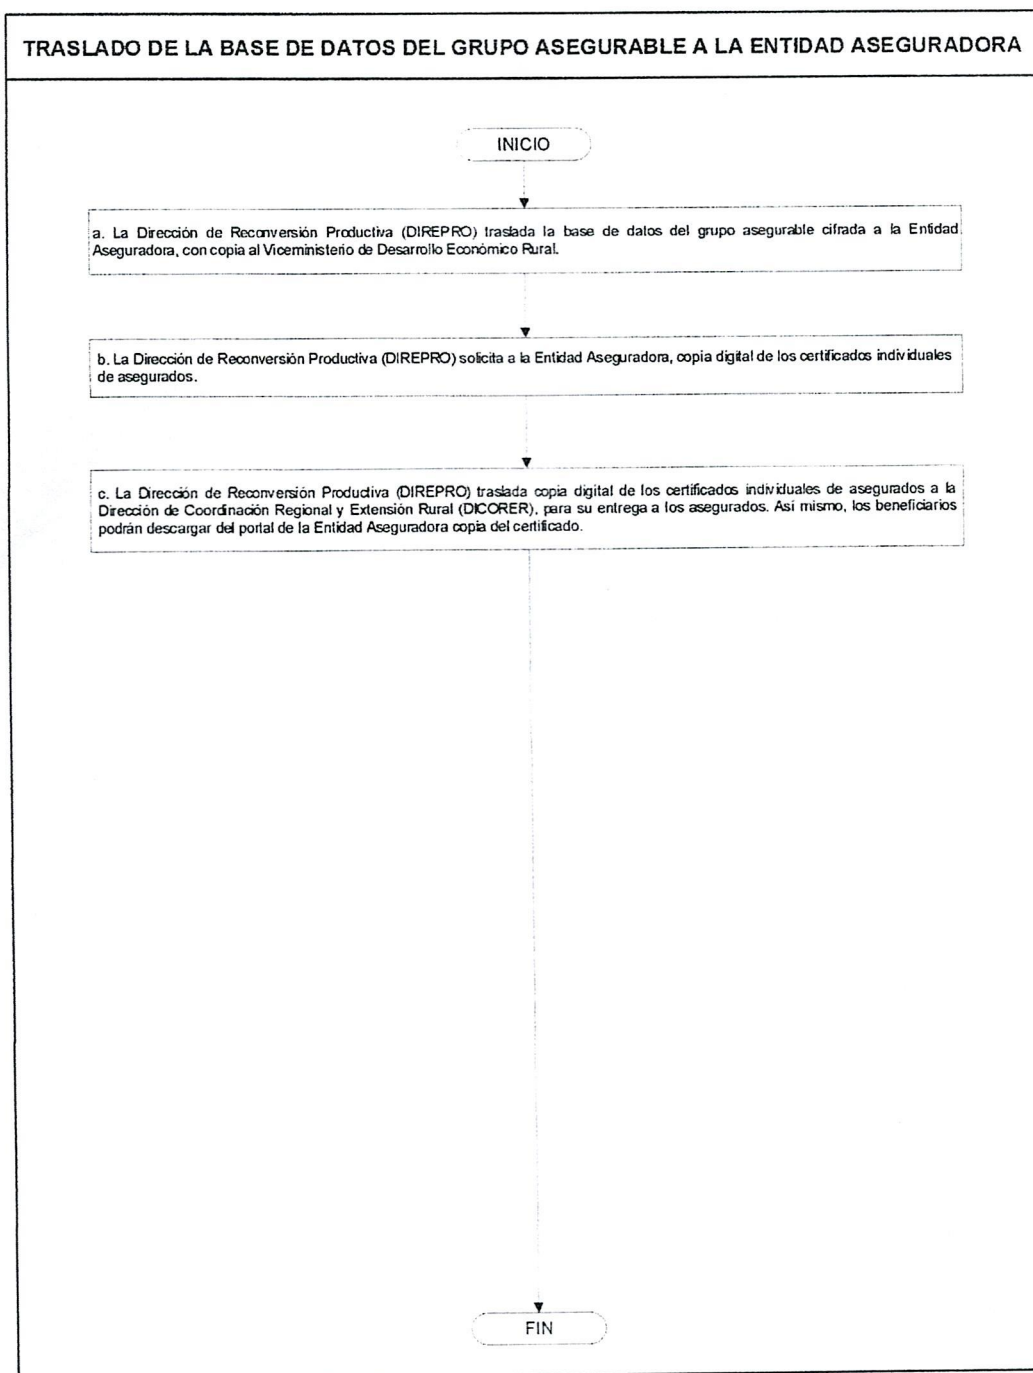 TRASLADO DE LA BASE DE DATOS DEL GRUPO ASEGURABLE A LA ENTIDAD ASEGURADORA
INICIO
a. La Dirección de Reconversión Productiva (DIREPRO) traslada la base de datos del grupo asegurable cifrada a la Entidad
Aseguradora, con copia al Viceministerio de Desarrollo Económico Rural.
b. La Dirección de Reconversión Productiva (DIREPRO) solicita a la Entidad Aseguradora, copia digital de los certificados individuales
de asegurados.
c. La Dirección de Reconversión Productiva (DIREPRO) traslada copia digital de los certificados individuales de asegurados a la
Dirección de Coordinación Regional y Extensión Rural (DICORER), para su entrega a los asegurados. Así mismo, los beneficiarios
podrán descargar del portal de la Entidad Aseguradora copia del certificado.
FIN